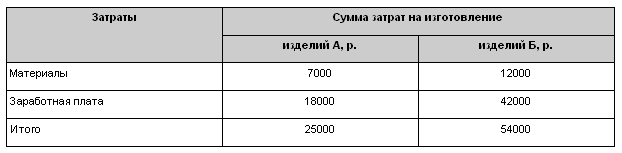 Затраты Сумма затрат на изготовление
изделий А, р. изделий Б, р.
Материалы 7000 12000
Заработная плата 18000 42000
Итого 25000 54000